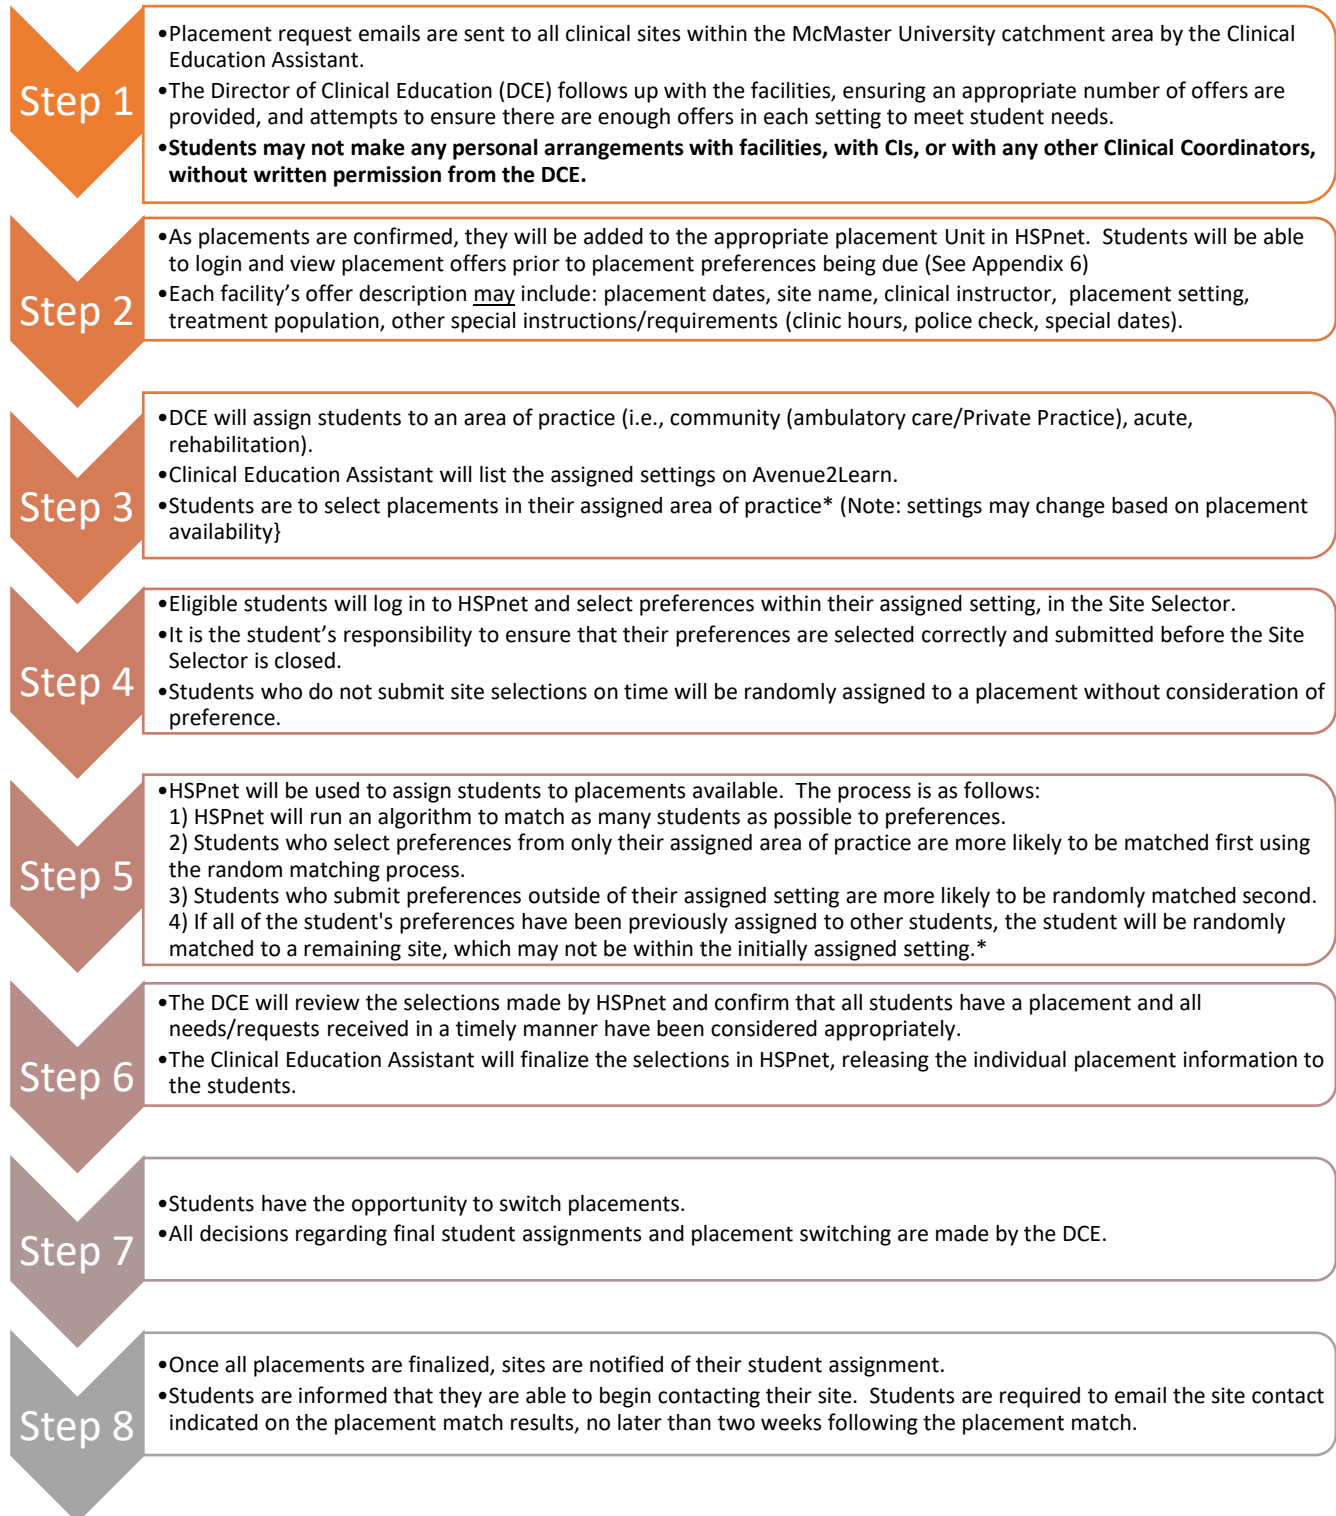 Step 1
•Placement request emails are sent to all clinical sites within the McMaster University catchment area by the Clinical
Education Assistant.
•The Director of Clinical Education (DCE) follows up with the facilities, ensuring an appropriate number of offers are
provided, and attempts to ensure there are enough offers in each setting to meet student needs.
•Students may not make any personal arrangements with facilities, with CIs, or with any other Clinical Coordinators,
without written permission from the DCE.
Step 2
•As placements are confirmed, they will be added to the appropriate placement Unit in HSPnet. Students will be able
to login and view placement offers prior to placement preferences being due (See Appendix 6)
•Each facility's offer description may include: placement dates, site name, clinical instructor, placement setting,
treatment population, other special instructions/requirements (clinic hours, police check, special dates).
Step 3
•DCE will assign students to an area of practice (i.e., community (ambulatory care/Private Practice), acute,
rehabilitation).
•Clinical Education Assistant will list the assigned settings on Avenue2Learn.
•Students are to select placements in their assigned area of practice* (Note: settings may change based on placement
availability}
Step 4
•Eligible students will log in to HSPnet and select preferences within their assigned setting, in the Site Selector.
•It is the student's responsibility to ensure that their preferences are selected correctly and submitted before the Site
Selector is closed.
•Students who do not submit site selections on time will be randomly assigned to a placement without consideration of
preference.
Step 5
•HSPnet will be used to assign students to placements available. The process is as follows:
1) HSPnet will run an algorithm to match as many students as possible to preferences.
2) Students who select preferences from only their assigned area of practice are more likely to be matched first using
the random matching process.
3) Students who submit preferences outside of their assigned setting are more likely to be randomly matched second.
4) If all of the student's preferences have been previously assigned to other students, the student will be randomly
matched to a remaining site, which may not be within the initially assigned setting.*
Step 6
•The DCE will review the selections made by HSPnet and confirm that all students have a placement and all
needs/requests received in a timely manner have been considered appropriately.
•The Clinical Education Assistant will finalize the selections in HSPnet, releasing the individual placement information to
the students.
Step 7
•Students have the opportunity to switch placements.
•All decisions regarding final student assignments and placement switching are made by the DCE.
Step 8
•Once all placements are finalized, sites are notified of their student assignment.
•Students are informed that they are able to begin contacting their site. Students are required to email the site contact
indicated on the placement match results, no later than two weeks following the placement match.